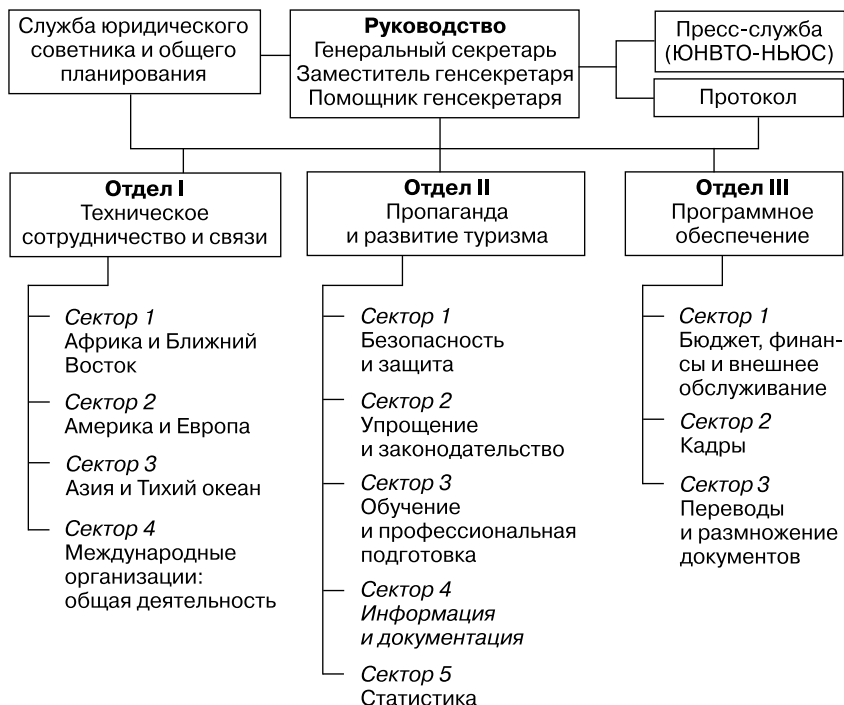 Служба юридического
советника и общего
планирования
Руководство
Генеральный секретарь
Заместитель генсекретаря
Помощник генсекретаря
Пресс-служба
(ЮНВТО-НЬЮС)
Протокол
Отдел I
Техническое
сотрудничество и связи
Отдел II
Пропаганда
и развитие туризма
Отдел III
Программное
обеспечение
Сектор 1
Африка и Ближний
Восток
Сектор 2
Америка и Европа
Сектор 3
Азия и Тихий океан
Сектор 4
Международные
организации:
общая деятельность
Сектор 1
Безопасность
и защита
Сектор 2
Упрощение
и законодательство
Сектор 3
Обучение
и профессиональная
подготовка
Сектор 4
Информация
и документация
Сектор 5
Статистика
Сектор 1
Бюджет, финан-
сы и внешнее
обслуживание
Сектор 2
Кадры
Сектор 3
Переводы
и размножение
документов